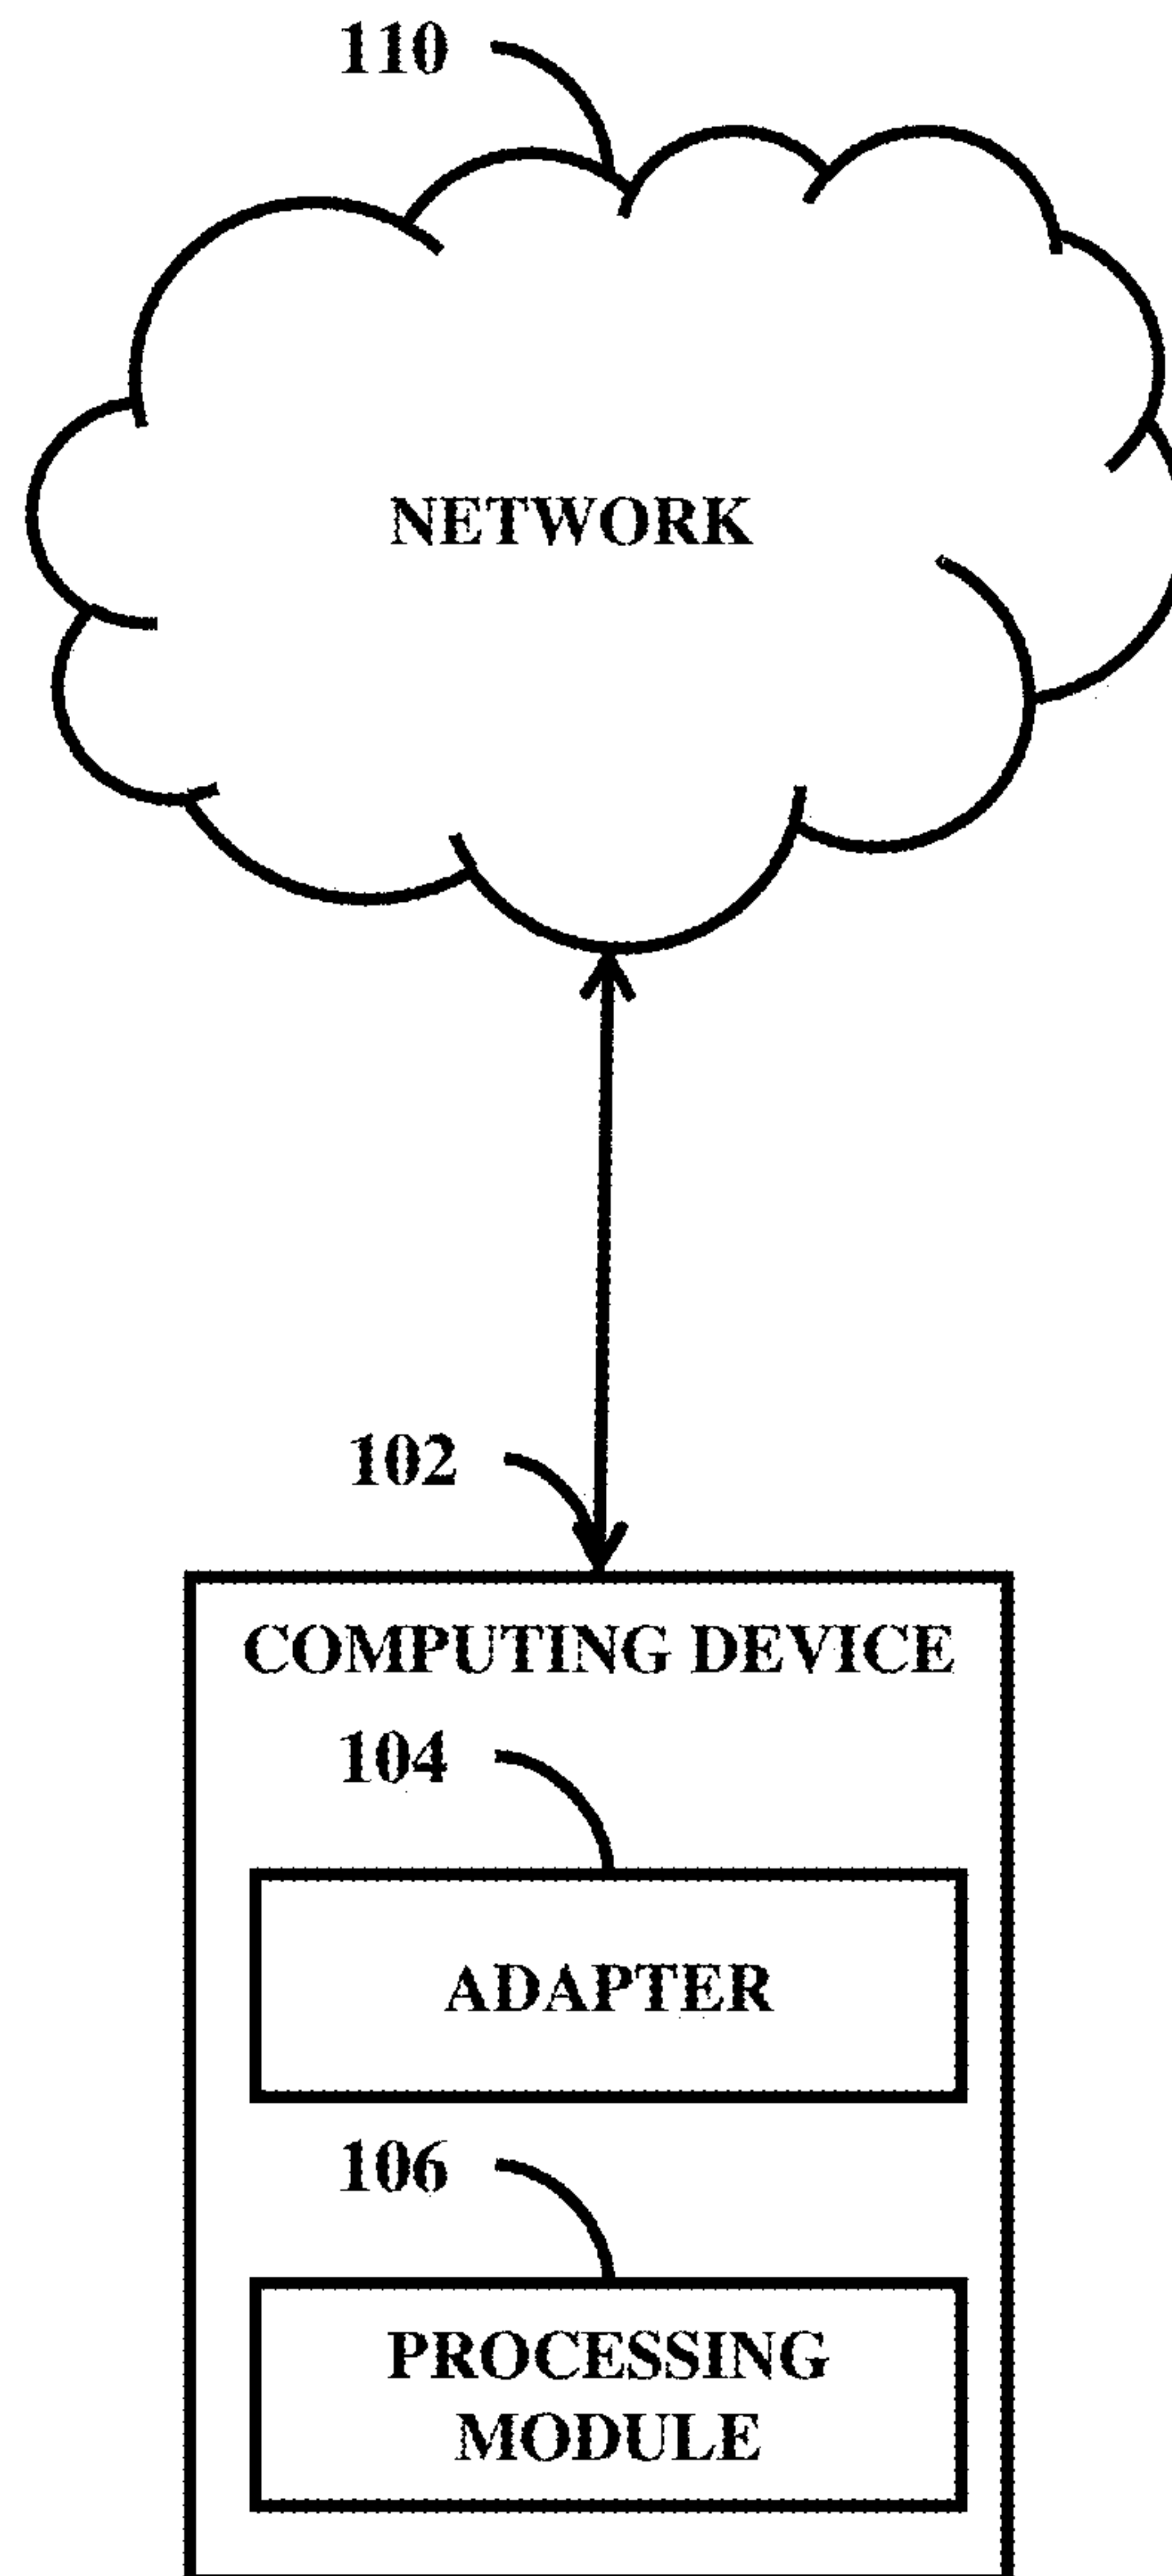 110
NETWORK
102
COMPUTING DEVICE
104
ADAPTER
106
PROCESSING
MODULE